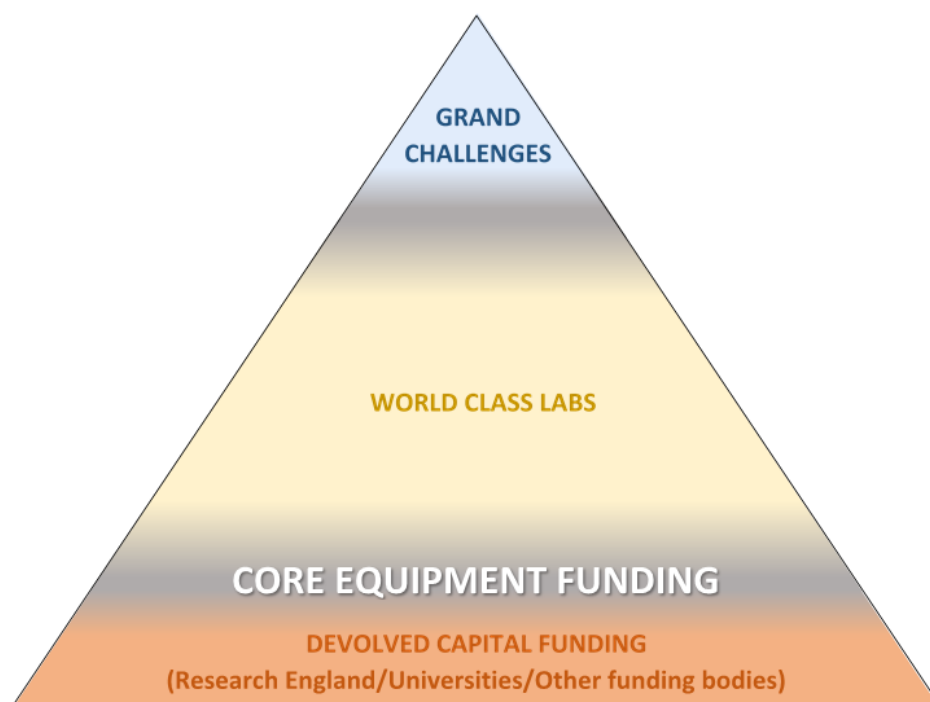 GRAND
CHALLENGES
WORLD CLASS LABS
CORE EQUIPMENT FUNDING
DEVOLVED CAPITAL FUNDING
(Research England/Universities/Other funding bodies)